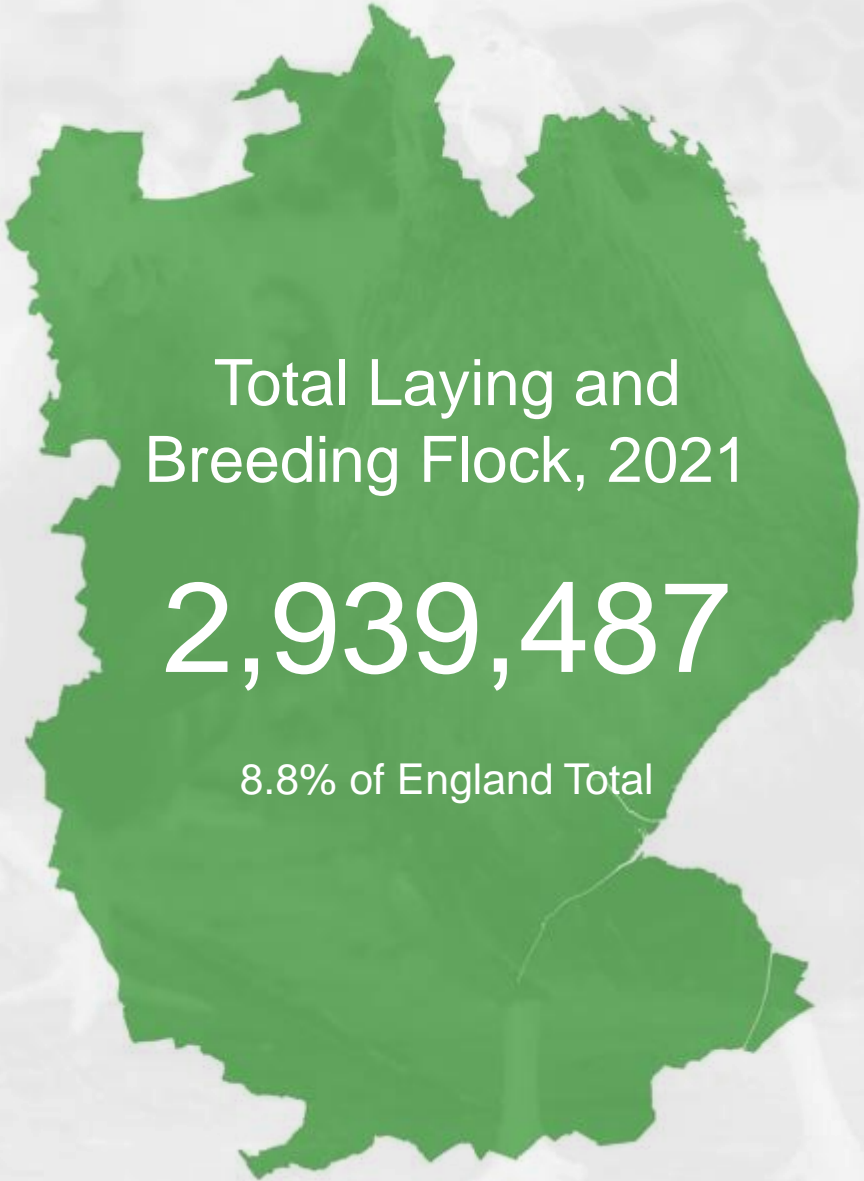 Total Laying and
Breeding Flock, 2021
2,939,487
8.8% of England Total